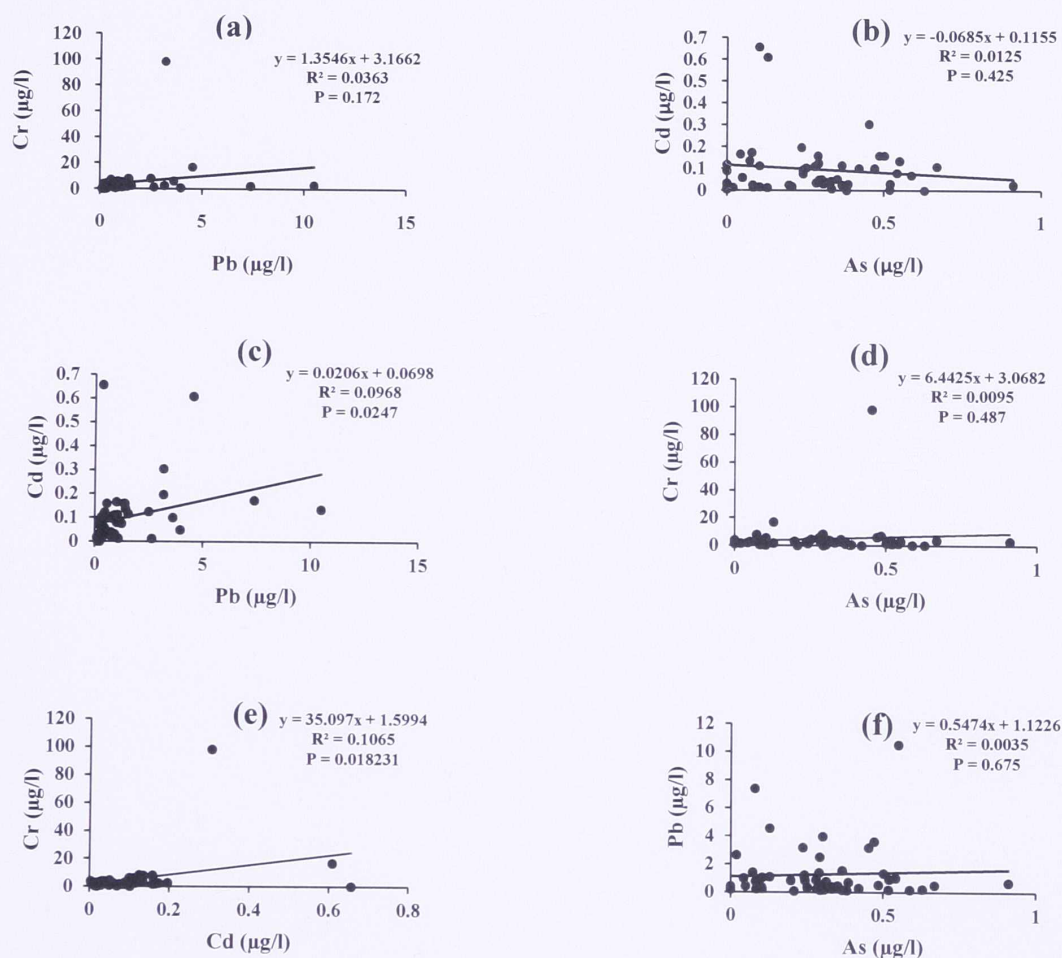 (a)
y = 1.3546x + 3.1662
R² = 0.0363
P = 0.172
Cr (µg/l)
120
100
80
60
40
20
0
0 5 10 15
Pb (µg/l)
(b)
y = -0.0685x + 0.1155
R² = 0.0125
P = 0.425
Cd (µg/l)
0.7
0.6
0.5
0.4
0.3
0.2
0.1
0
0 0.5 1
As (µg/l)
(c)
y = 0.0206x + 0.0698
R² = 0.0968
P = 0.0247
Cd (µg/l)
0.7
0.6
0.5
0.4
0.3
0.2
0.1
0
0 5 10 15
Pb (µg/l)
(d)
y = 6.4425x + 3.0682
R² = 0.0095
P = 0.487
Cr (µg/l)
120
100
80
60
40
20
0
0 0.5 1
As (µg/l)
(e)
y = 35.097x + 1.5994
R² = 0.1065
P = 0.018231
Cr (µg/l)
120
100
80
60
40
20
0
0 0.2 0.4 0.6 0.8
Cd (µg/l)
(f)
y = 0.5474x + 1.1226
R² = 0.0035
P = 0.675
Pb (µg/l)
12
10
8
6
4
2
0
0 0.5 1
As (µg/l)